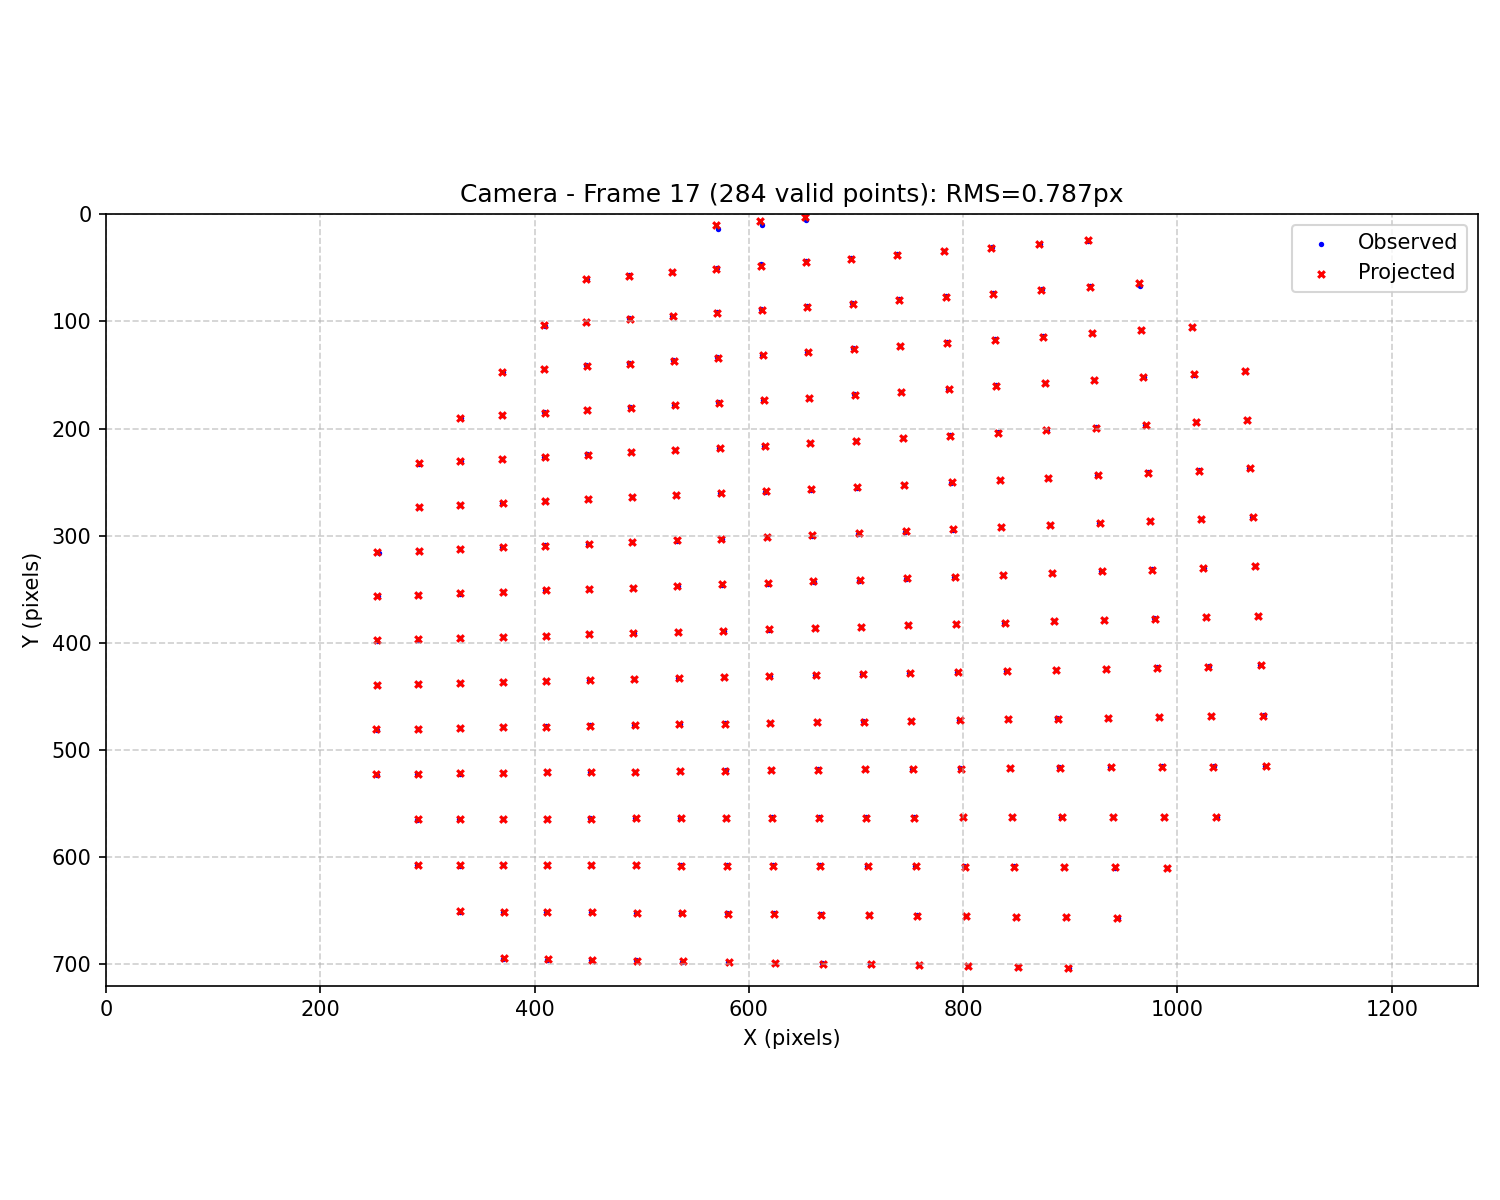 Camera - Frame 17 (284 valid points): RMS=0.787px
Observed
Projected
0
100
200
300
400
500
600
700
Y (pixels)
0 200 400 600 800 1000 1200
X (pixels)